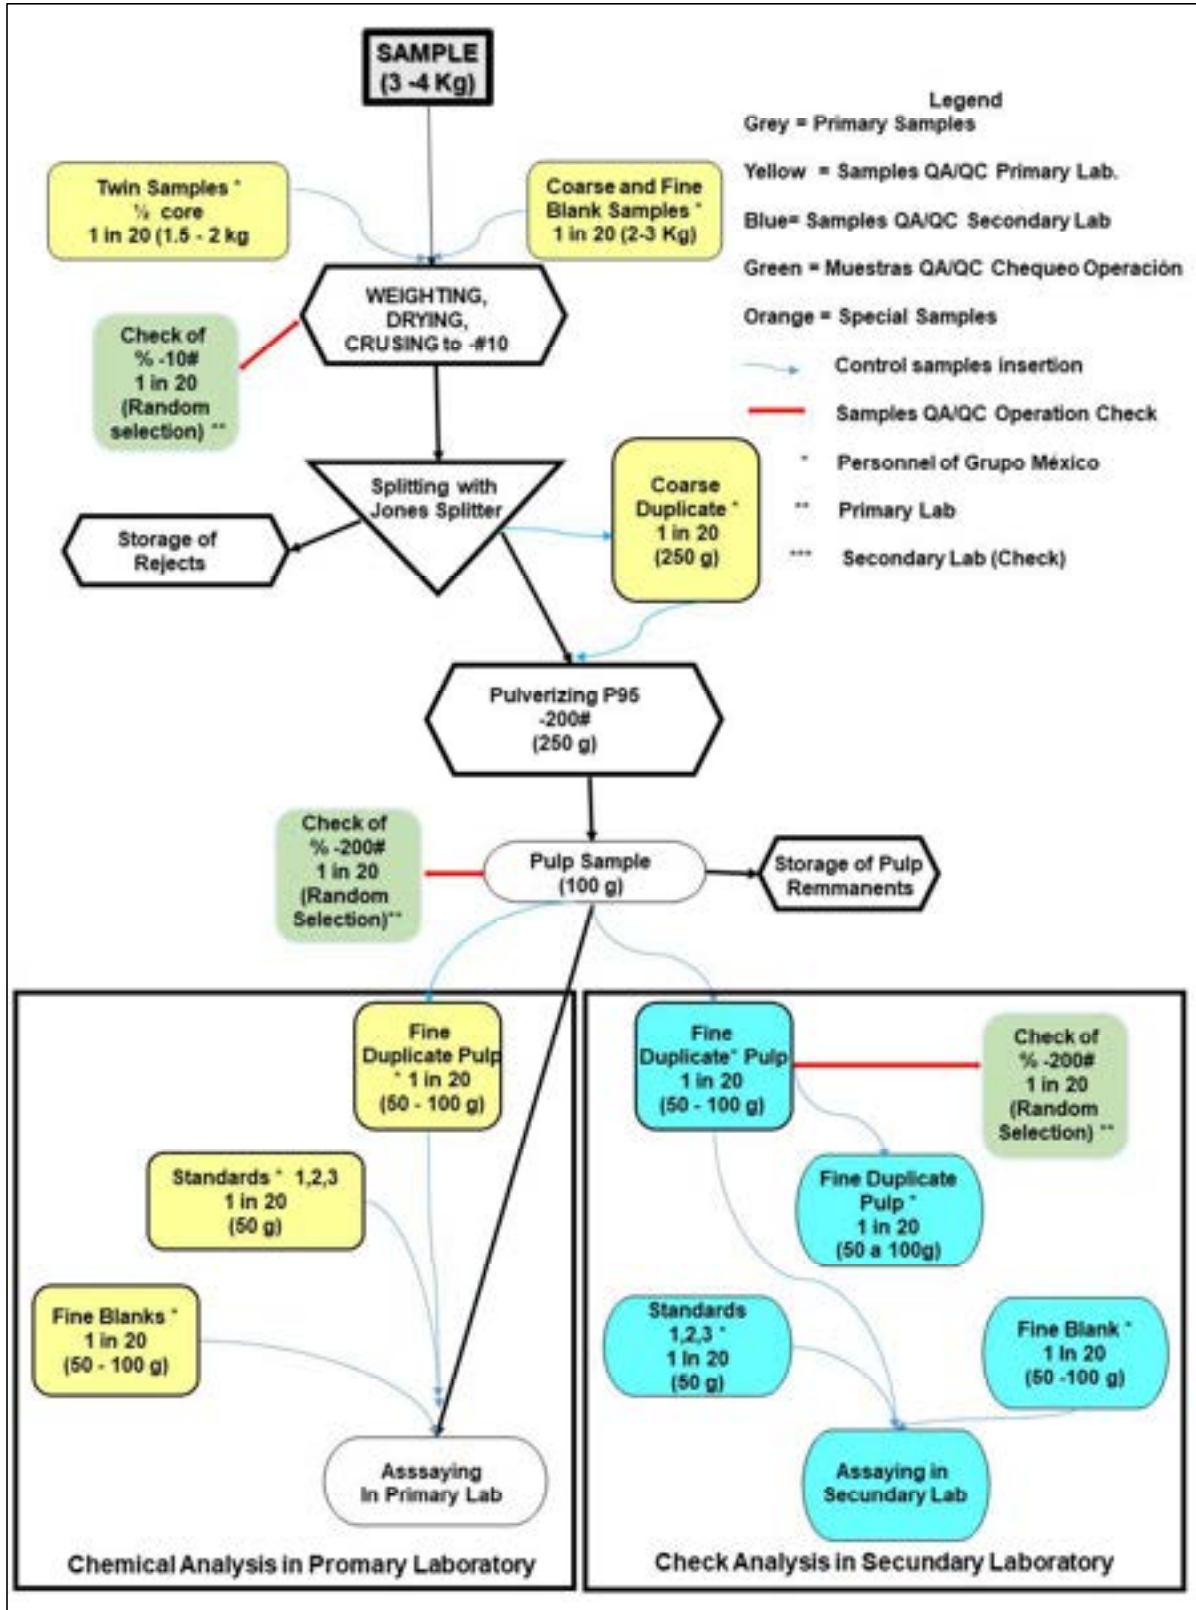 SAMPLE
(3 -4 Kg)
Legend
Grey = Primary Samples
Yellow = Samples QA/QC Primary Lab.
Blue= Samples QA/QC Secondary Lab
Green = Muestras QA/QC Chequeo Operación
Orange = Special Samples
Control samples insertion
Samples QA/QC Operation Check
* Personnel of Grupo México
** Primary Lab
*** Secondary Lab (Check)
Twin Samples *
½ core
1 in 20 (1.5 - 2 kg
Coarse and Fine
Blank Samples *
1 in 20 (2-3 Kg)
WEIGHTING,
DRYING,
CRUSING to -#10
Check of
% -10#
1 in 20
(Random
selection) **
Splitting with
Jones Splitter
Storage of
Rejects
Coarse
Duplicate *
1 in 20
(250 g)
Pulverizing P95
-200#
(250 g)
Check of
% -200#
1 in 20
(Random
Selection)**
Pulp Sample
(100 g)
Storage of Pulp
Remmanents
Fine
Duplicate Pulp
* 1 in 20
(50 - 100 g)
Standards * 1,2,3
1 in 20
(50 g)
Fine Blanks *
1 in 20
(50 - 100 g)
Asssaying
In Primary Lab
Chemical Analysis in Promary Laboratory
Fine
Duplicate* Pulp
1 in 20
(50 - 100 g)
Check of
% -200#
1 in 20
(Random
Selection) **
Fine Duplicate
Pulp *
1 in 20
(50 a 100g)
Standards
1,2,3 *
1 In 20
(50 g)
Fine Blank *
1 In 20
(50 -100 g)
Assaying in
Secundary Lab
Check Analysis in Secundary Laboratory